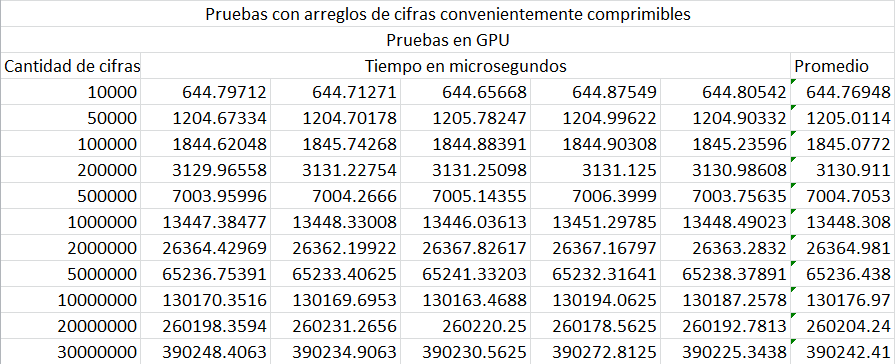 Pruebas con arreglos de cifras convenientemente comprimibles
Pruebas en GPU
Cantidad de cifras Tiempo en microsegundos Promedio
10000 644.79712 644.71271 644.65668 644.87549 644.80542 644.76948
50000 1204.67334 1204.70178 1205.78247 1204.99622 1204.90332 1205.0114
100000 1844.62048 1845.74268 1844.88391 1844.90308 1845.23596 1845.0772
200000 3129.96558 3131.22754 3131.25098 3131.125 3130.98608 3130.911
500000 7003.95996 7004.2666 7005.14355 7006.3999 7003.75635 7004.7053
1000000 13447.38477 13448.33008 13446.03613 13451.29785 13448.49023 13448.308
2000000 26364.42969 26362.19922 26367.82617 26367.16797 26363.2832 26364.981
5000000 65236.75391 65233.40625 65241.33203 65232.31641 65238.37891 65236.438
10000000 130170.3516 130169.6953 130163.4688 130194.0625 130187.2578 130176.97
20000000 260198.3594 260231.2656 260220.25 260178.5625 260192.7813 260204.24
30000000 390248.4063 390234.9063 390230.5625 390272.8125 390225.3438 390242.41